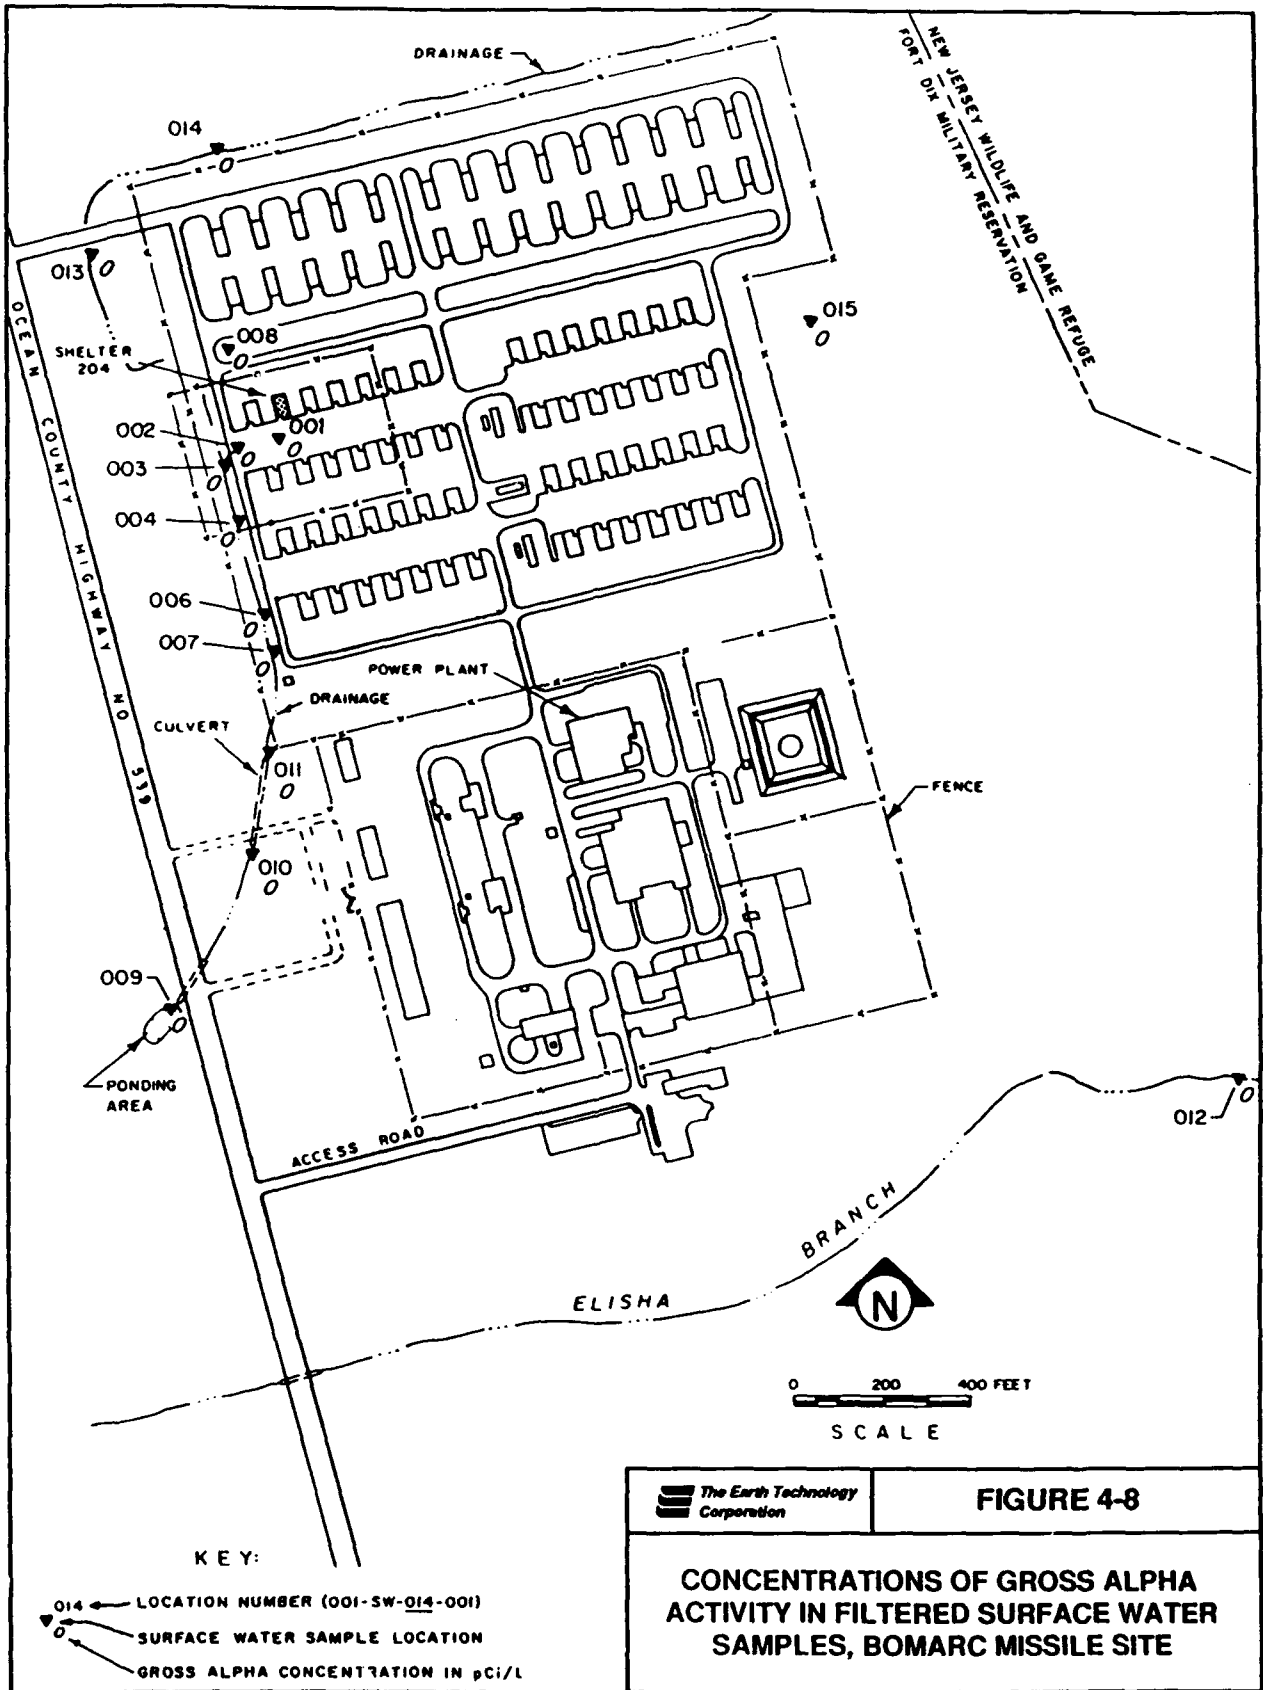 DRAINAGE
NEW JERSEY WILDLIFE AND GAME REFUGE
FORT DIX MILITARY RESERVATION
014
0
013
0
015
0
008
0
SHELTER
204
001
0
002
0
003
0
004
0
OCEAN COUNTY HIGHWAY NO 539
006
0
007
0
POWER PLANT
DRAINAGE
CULVERT
011
0
FENCE
010
0
009
0
PONDING
AREA
012
0
ACCESS ROAD
ELISHA BRANCH
N
0 200 400 FEET
SCALE
The Earth Technology
Corporation
FIGURE 4-8
CONCENTRATIONS OF GROSS ALPHA
ACTIVITY IN FILTERED SURFACE WATER
SAMPLES, BOMARC MISSILE SITE
KEY:
014 LOCATION NUMBER (001-SW-014-001)
SURFACE WATER SAMPLE LOCATION
0 GROSS ALPHA CONCENTRATION IN pCi/L